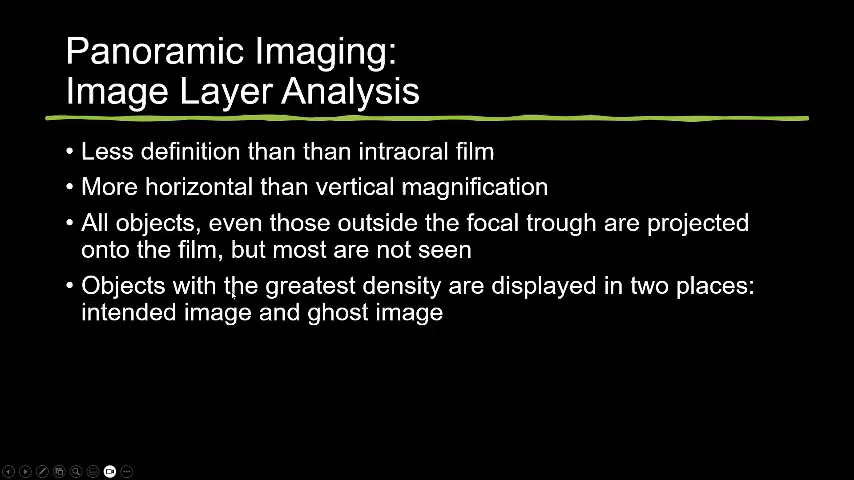 Panoramic Imaging:
Image Layer Analysis
• Less definition than than intraoral film
• More horizontal than vertical magnification
• All objects, even those outside the focal trough are projected
onto the film, but most are not seen
• Objects with the greatest density are displayed in two places:
intended image and ghost image